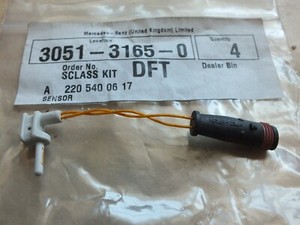 Mercedes-Benz (United Kingdom) Limited
Location
Quantity
3051-3165-0
4
Order No.
Dealer Bin
SCLASS KIT
DFT
A 220 540 06 17
SENSOR